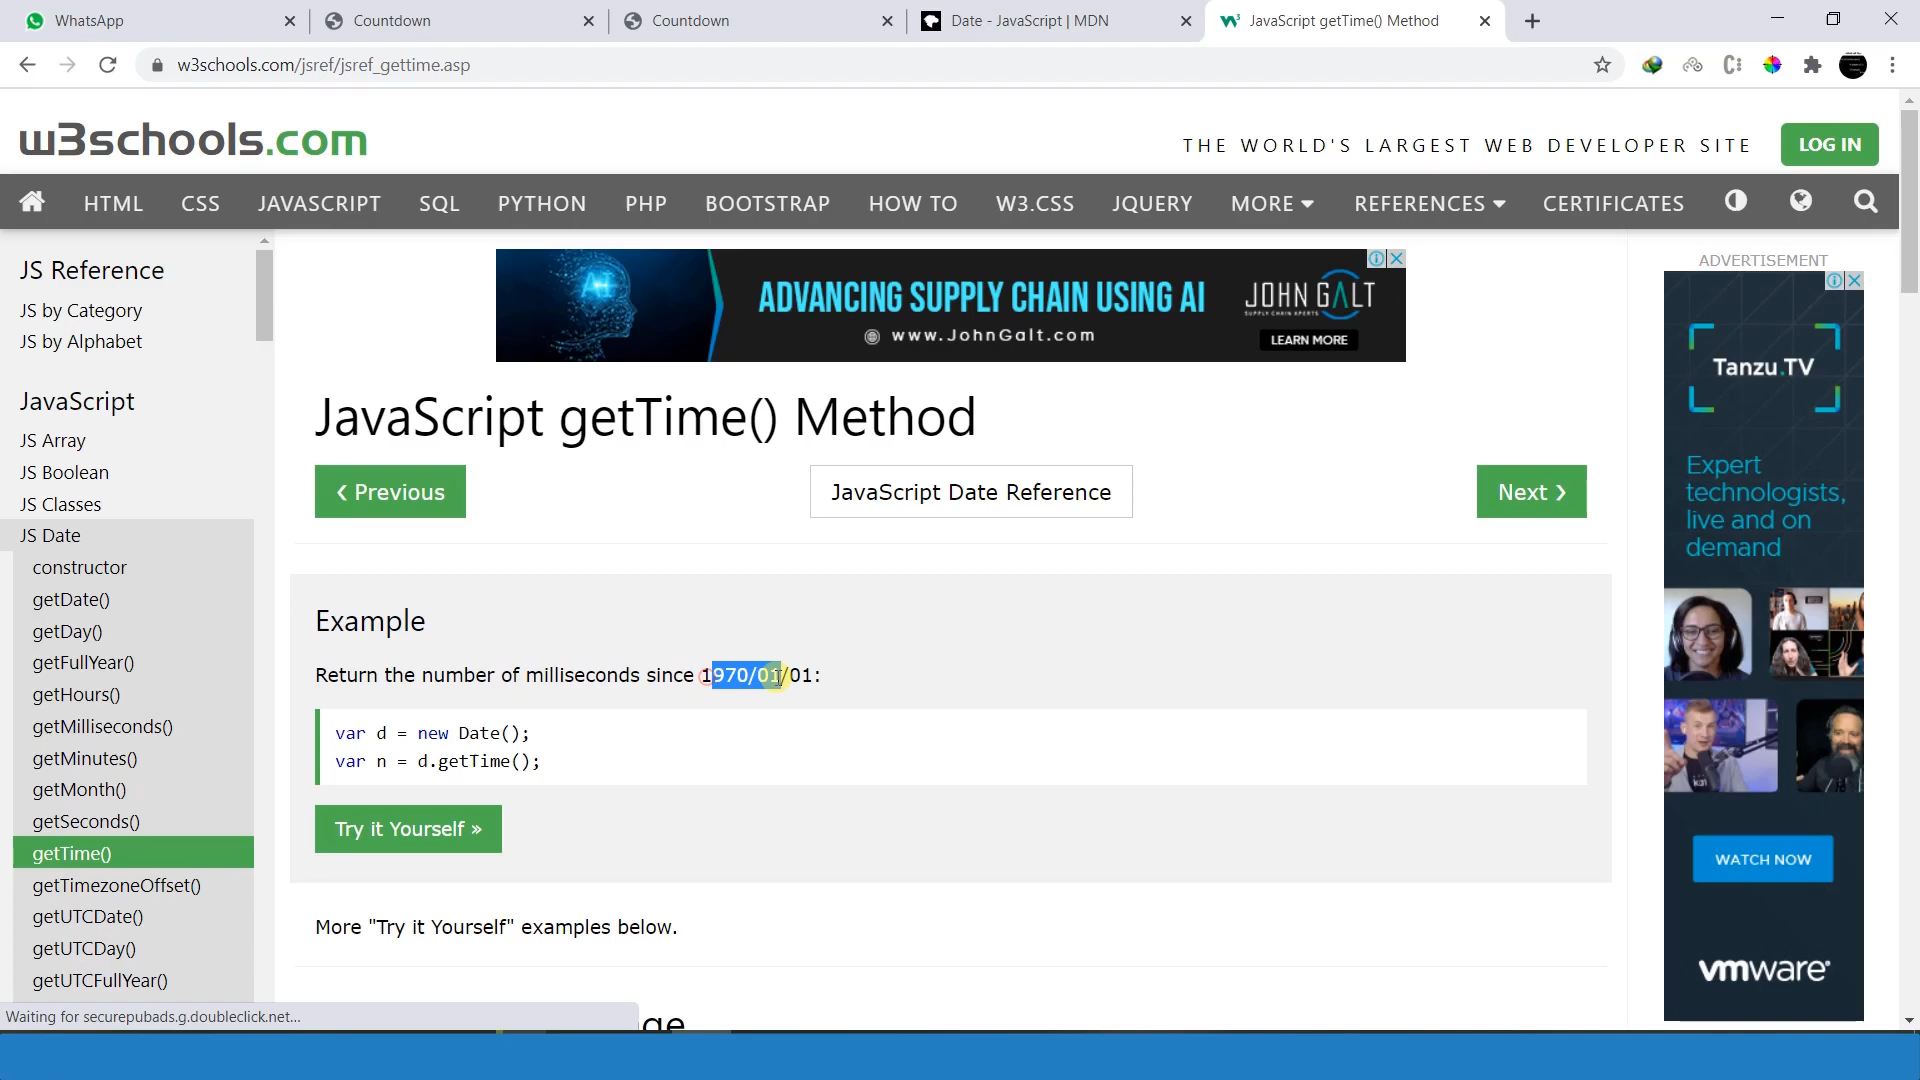 WhatsApp
Countdown
Countdown
Date - JavaScript | MDN
JavaScript getTime() Method
w3schools.com/jsref/jsref_gettime.asp
w3schools.com
THE WORLD'S LARGEST WEB DEVELOPER SITE
LOG IN
HTML
CSS
JAVASCRIPT
SQL
PYTHON
PHP
BOOTSTRAP
HOW TO
W3.CSS
JQUERY
MORE
REFERENCES
CERTIFICATES
JS Reference
JS by Category
JS by Alphabet
JavaScript
JS Array
JS Boolean
JS Classes
JS Date
constructor
getDate()
getDay()
getFullYear()
getHours()
getMilliseconds()
getMinutes()
getMonth()
getSeconds()
getTime()
getTimezoneOffset()
getUTCDate()
getUTCDay()
getUTCFullYear()
AI
ADVANCING SUPPLY CHAIN USING AI
www.JohnGalt.com
JOHN GALT
SUPPLY CHAIN EXPERTS
LEARN MORE
JavaScript getTime() Method
❮ Previous
JavaScript Date Reference
Next ❯
Example
Return the number of milliseconds since 1970/01/01:
var d = new Date();
var n = d.getTime();
Try it Yourself »
More "Try it Yourself" examples below.
ADVERTISEMENT
Tanzu.TV
Expert
technologists,
live and on
demand
WATCH NOW
vmware
Waiting for securepubads.g.doubleclick.net...